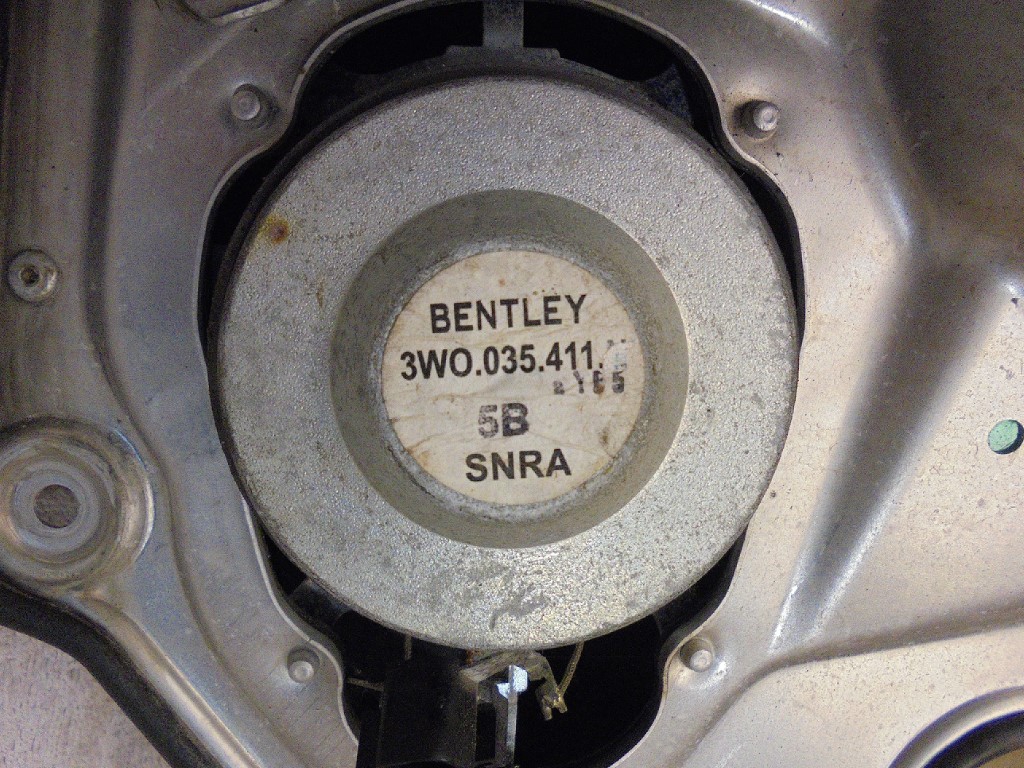 BENTLEY
3WO.035.411.
5B
SNRA